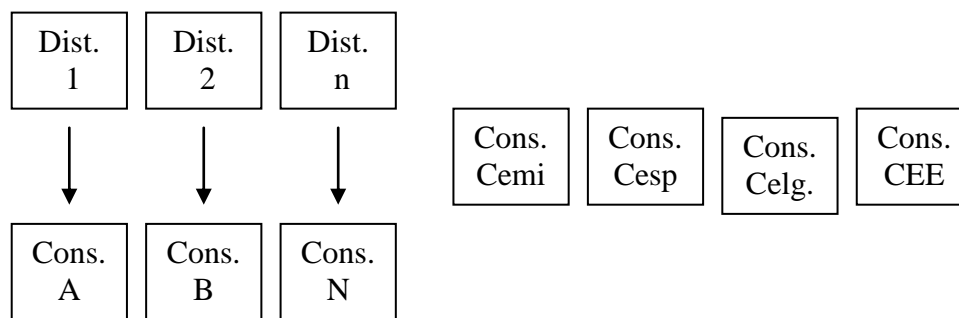 Dist.
1
Dist.
2
Dist.
n
Cons.
Cemi
Cons.
Cesp
Cons.
Celg.
Cons.
CEE
Cons.
A
Cons.
B
Cons.
N